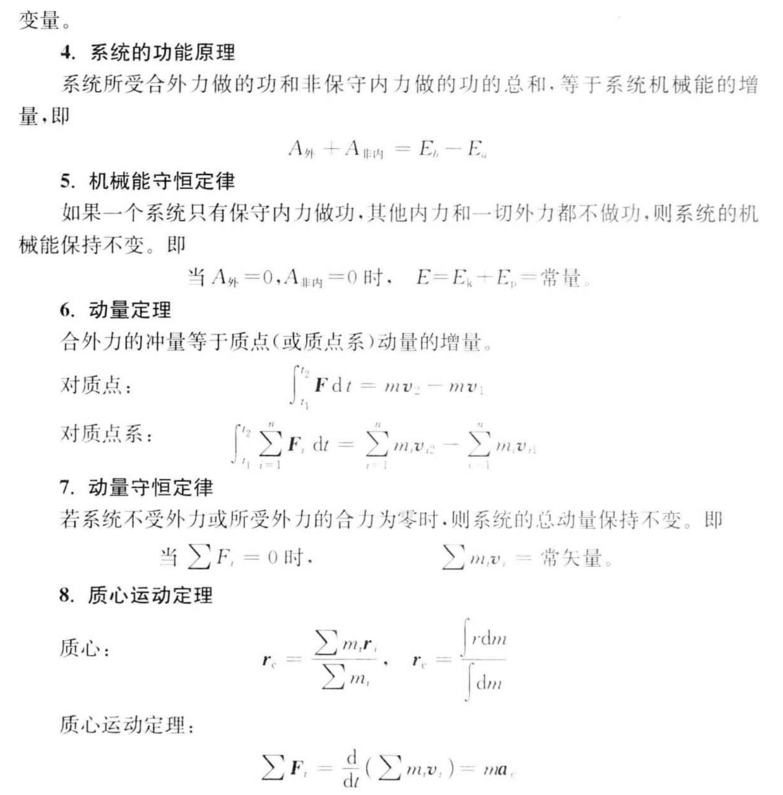 变量。
4. 系统的功能原理
系统所受合外力做的功和非保守内力做的功的总和,等于系统机械能的增
量,即
A外 + A非内 = E_b − E_a
5. 机械能守恒定律
如果一个系统只有保守内力做功,其他内力和一切外力都不做功,则系统的机
械能保持不变。即
当 A外 =0,A非内 =0 时, E=E_k+E_p=常量。
6. 动量定理
合外力的冲量等于质点(或质点系)动量的增量。
对质点: ∫_{t_1}^{t_2} F dt = mv_2 − mv_1
对质点系: ∫_{t_1}^{t_2} ∑_{i=1}^{n} F_i dt = ∑_{i=1}^{n} m_i v_{i2} − ∑_{i=1}^{n} m_i v_{i1}
7. 动量守恒定律
若系统不受外力或所受外力的合力为零时,则系统的总动量保持不变。即
当 ∑F_i = 0 时, ∑m_i v_i = 常矢量。
8. 质心运动定理
质心: r_c = ∑m_i r_i / ∑m_i , r_c = ∫rdm / ∫dm
质心运动定理:
∑F_i = d/dt (∑m_i v_i) = ma_c